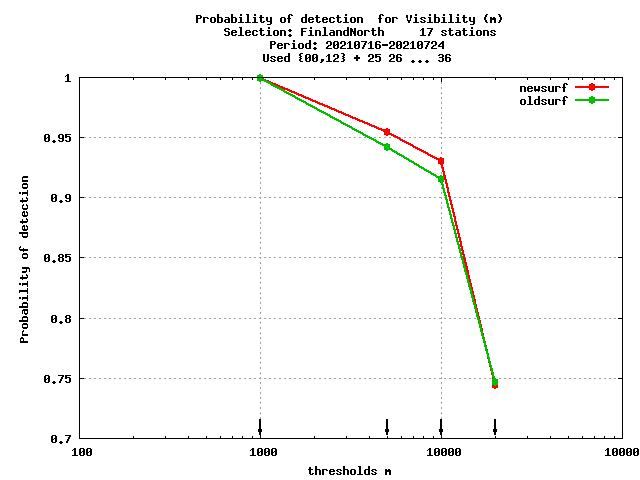 Probability of detection  for Visibility (m)
Selection: FinlandNorth     17 stations
Period: 20210716-20210724
Used {00,12} + 25 26 ... 36
newsurf
oldsurf
1
0.95
0.9
0.85
0.8
0.75
0.7
Probability of detection
100 1000 10000 10000
thresholds m